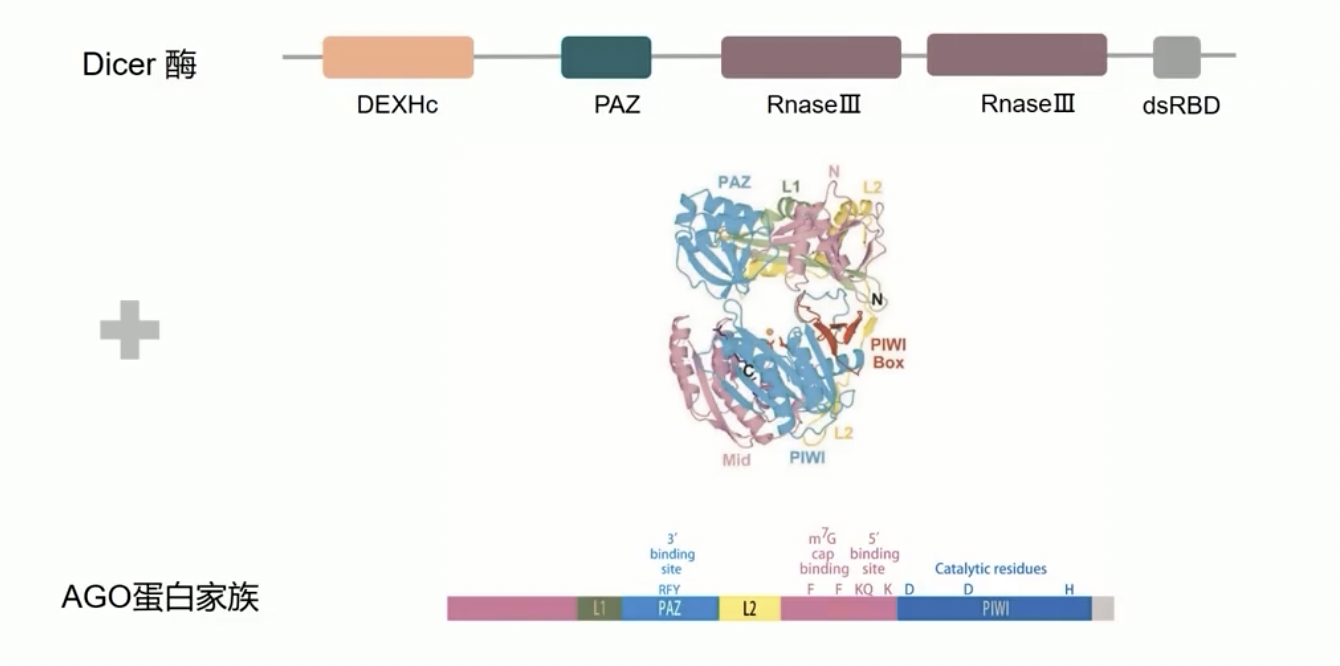 Dicer 酶
DEXHc
PAZ
RnaseⅢ
RnaseⅢ
dsRBD
PAZ
L1
N
L2
N
PIWI
Box
C
L2
Mid
PIWI
AGO蛋白家族
3′
binding
site
RFY
m⁷G
cap
binding
5′
binding
site
Catalytic residues
F F KQ K D D H
L1 PAZ L2 PIWI